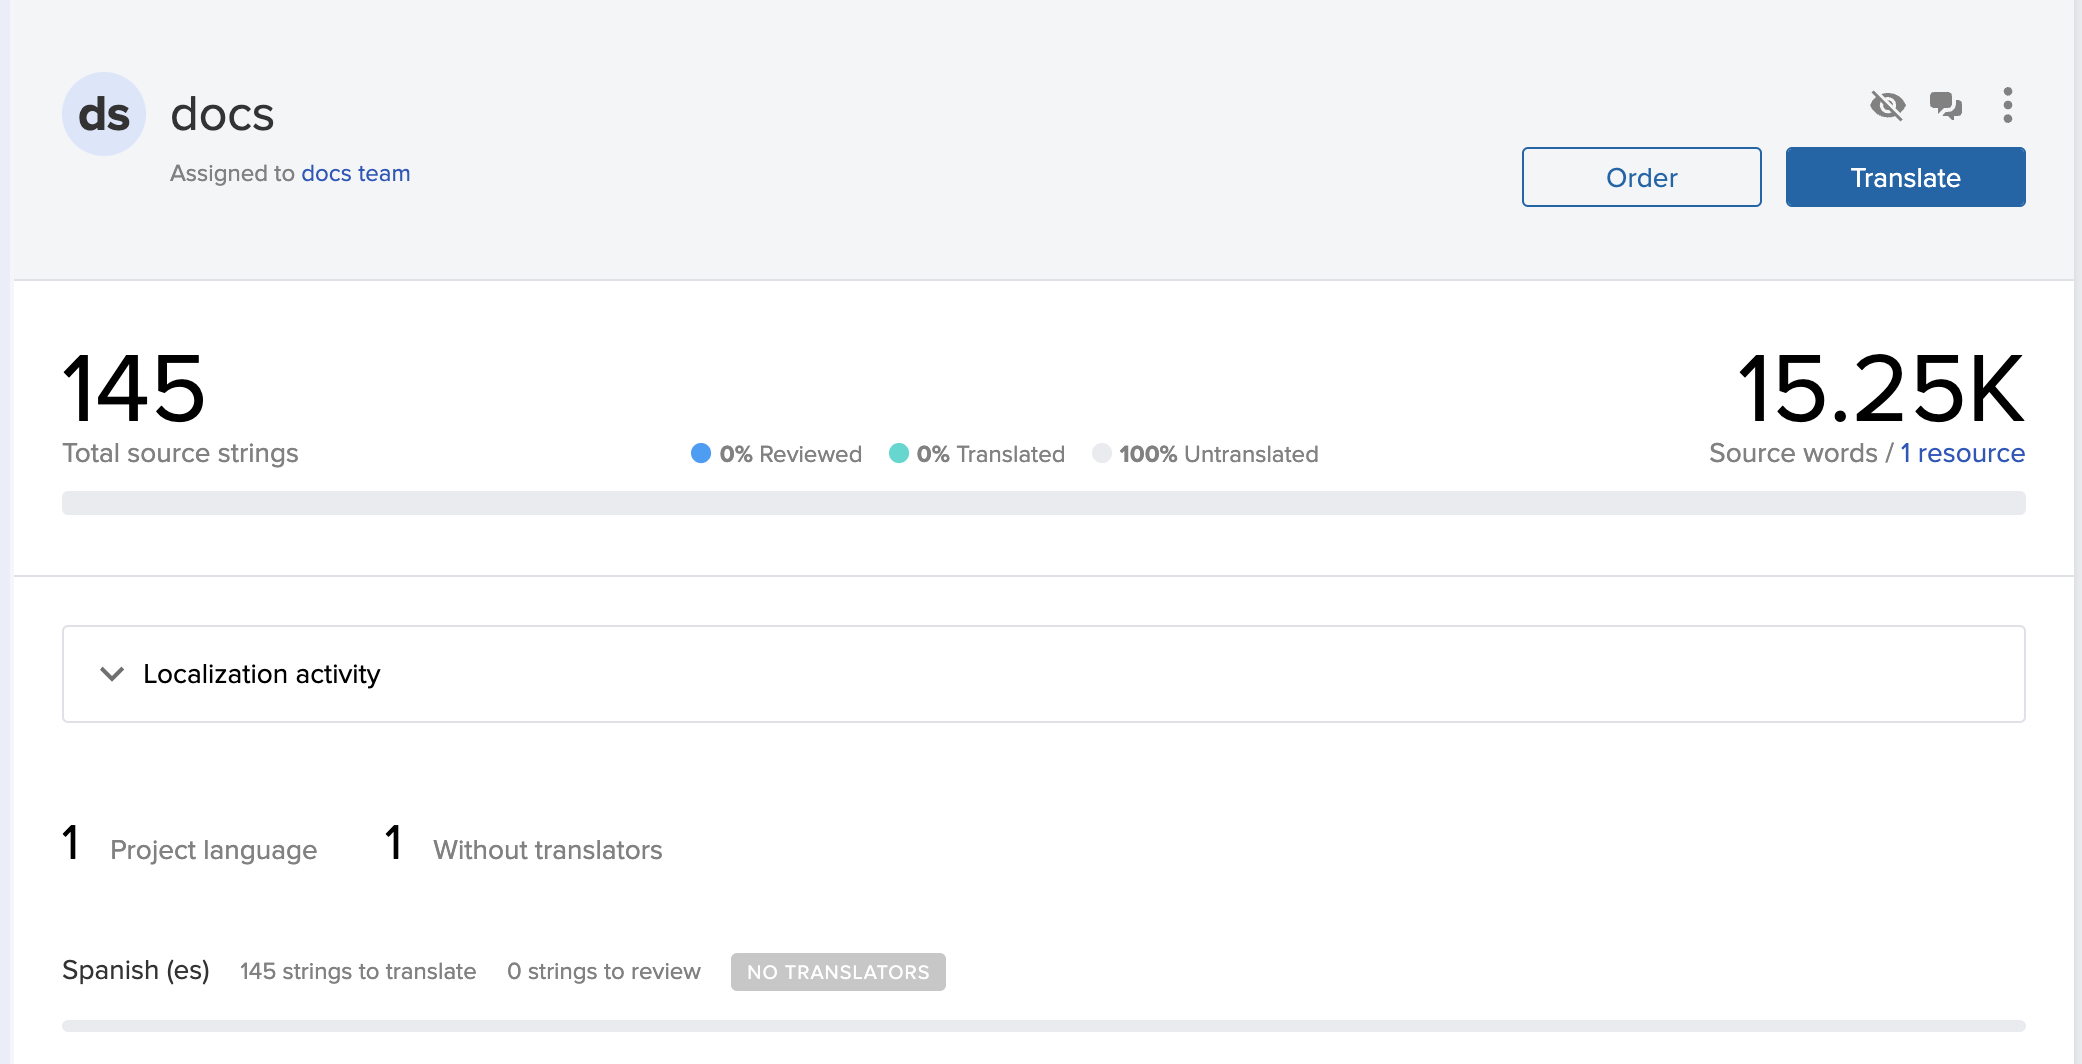 ds docs
Assigned to docs team
Order
Translate
145
Total source strings
0% Reviewed 0% Translated 100% Untranslated
15.25K
Source words / 1 resource
Localization activity
1 Project language 1 Without translators
Spanish (es) 145 strings to translate 0 strings to review NO TRANSLATORS